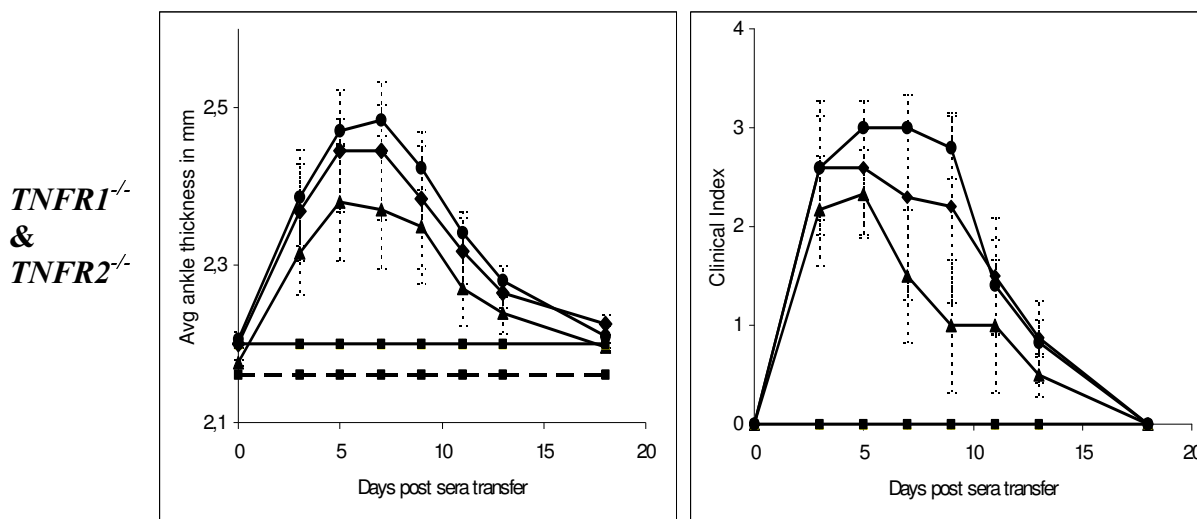 TNFR1-/-
&
TNFR2-/-
Avg ankle thickness in mm
2,5
2,3
2,1
0 5 10 15 20
Days post sera transfer
Clinical Index
4
3
2
1
0
0 5 10 15 20
Days post sera transfer